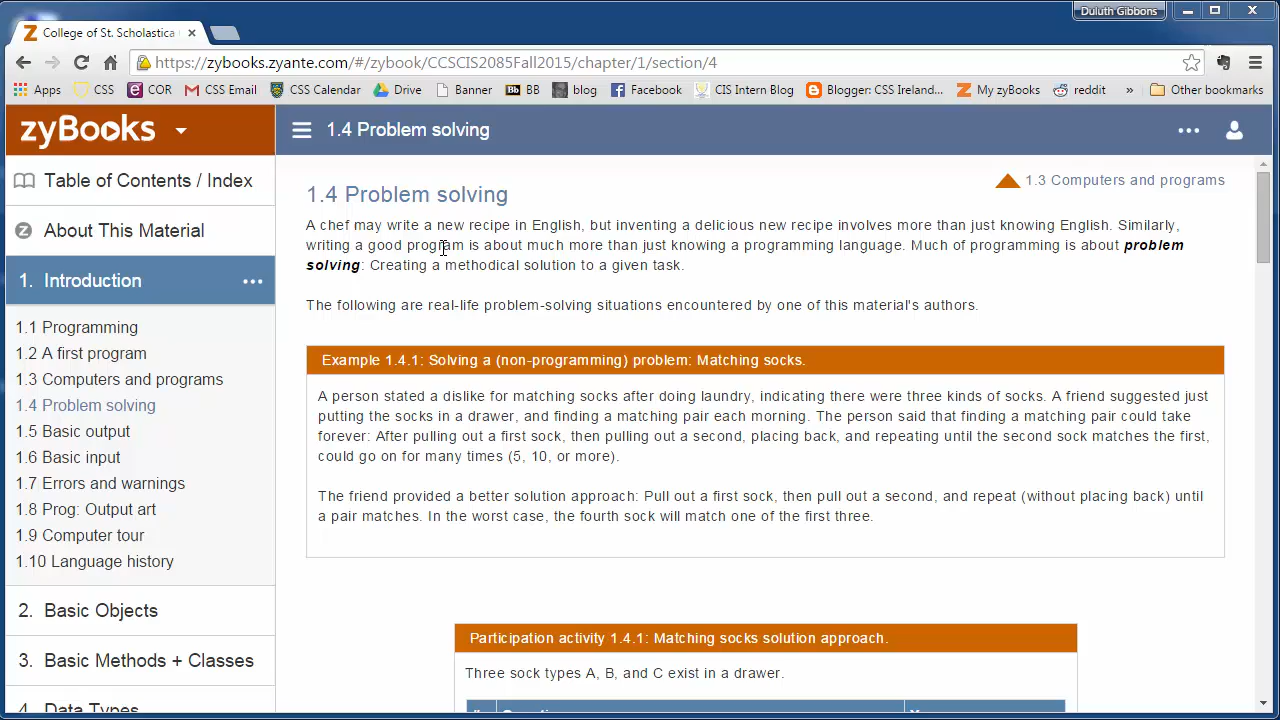 Duluth Gibbons
College of St. Scholastica
https://zybooks.zyante.com/#/zybook/CCSCIS2085Fall2015/chapter/1/section/4
Apps CSS COR CSS Email CSS Calendar Drive Banner Bb BB blog Facebook CIS Intern Blog Blogger: CSS Ireland... My zyBooks reddit » Other bookmarks
zyBooks
1.4 Problem solving
Table of Contents / Index
About This Material
1. Introduction
1.1 Programming
1.2 A first program
1.3 Computers and programs
1.4 Problem solving
1.5 Basic output
1.6 Basic input
1.7 Errors and warnings
1.8 Prog: Output art
1.9 Computer tour
1.10 Language history
2. Basic Objects
3. Basic Methods + Classes
4. Data Types
1.4 Problem solving
1.3 Computers and programs
A chef may write a new recipe in English, but inventing a delicious new recipe involves more than just knowing English. Similarly,
writing a good program is about much more than just knowing a programming language. Much of programming is about problem
solving: Creating a methodical solution to a given task.
The following are real-life problem-solving situations encountered by one of this material's authors.
Example 1.4.1: Solving a (non-programming) problem: Matching socks.
A person stated a dislike for matching socks after doing laundry, indicating there were three kinds of socks. A friend suggested just
putting the socks in a drawer, and finding a matching pair each morning. The person said that finding a matching pair could take
forever: After pulling out a first sock, then pulling out a second, placing back, and repeating until the second sock matches the first,
could go on for many times (5, 10, or more).
The friend provided a better solution approach: Pull out a first sock, then pull out a second, and repeat (without placing back) until
a pair matches. In the worst case, the fourth sock will match one of the first three.
Participation activity 1.4.1: Matching socks solution approach.
Three sock types A, B, and C exist in a drawer.